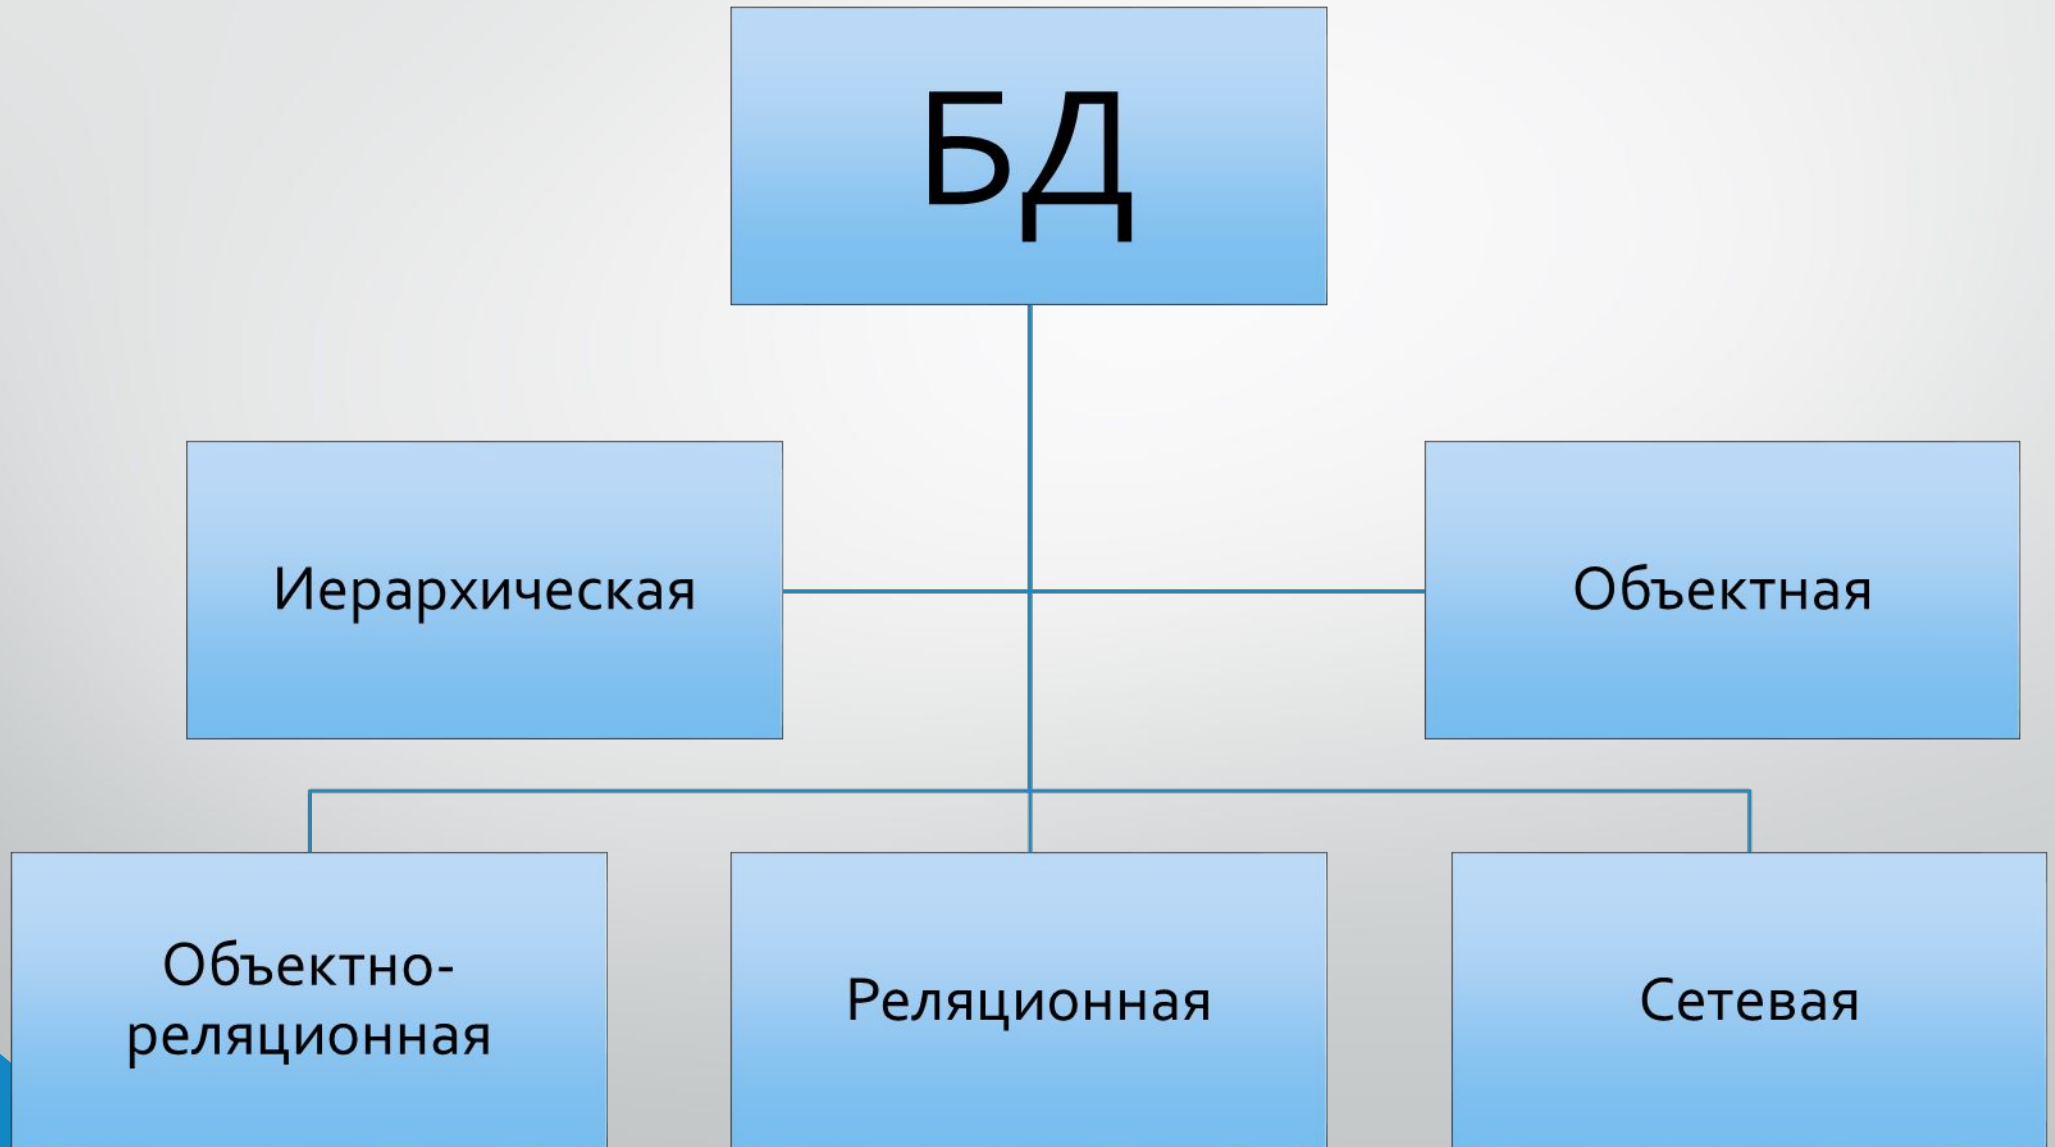 БД
Иерархическая
Объектная
Объектно-
реляционная
Реляционная
Сетевая